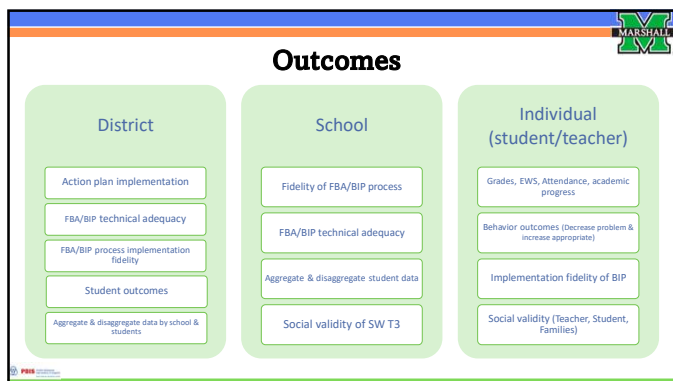 MARSHALL
Outcomes
District
Action plan implementation
FBA/BIP technical adequacy
FBA/BIP process implementation
fidelity
Student outcomes
Aggregate & disaggregate data by school &
students
School
Fidelity of FBA/BIP process
FBA/BIP technical adequacy
Aggregate & disaggregate student data
Social validity of SW T3
Individual
(student/teacher)
Grades, EWS, Attendance, academic
progress
Behavior outcomes (Decrease problem &
increase appropriate)
Implementation fidelity of BIP
Social validity (Teacher, Student,
Families)
PBIS